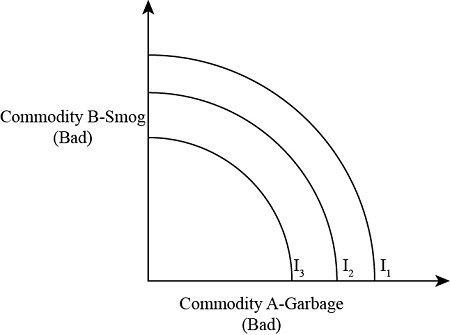 Commodity B-Smog
(Bad)
I3
I2
I1
Commodity A-Garbage
(Bad)